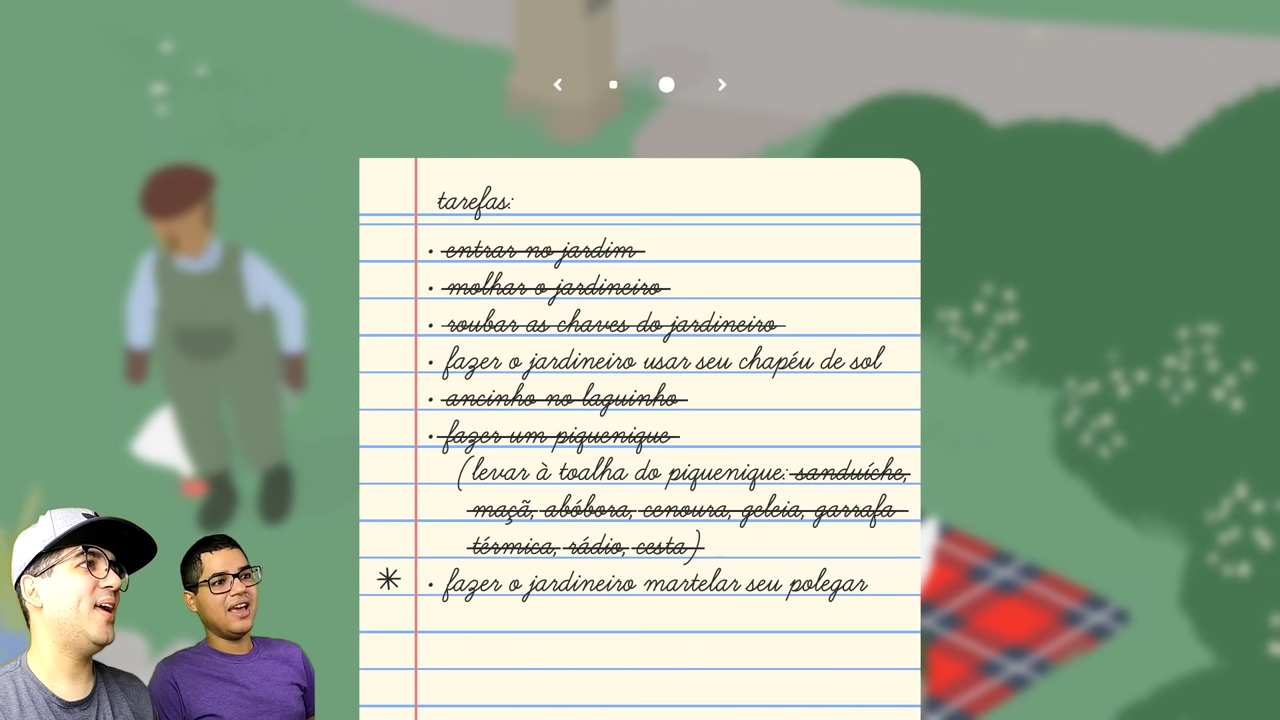 tarefas:
• entrar no jardim
• molhar o jardineiro
• roubar as chaves do jardineiro
• fazer o jardineiro usar seu chapéu de sol
• ancinho no laguinho
• fazer um piquenique
(levar à toalha do piquenique: sanduíche,
maçã, abóbora, cenoura, geleia, garrafa
térmica, rádio, cesta)
* • fazer o jardineiro martelar seu polegar